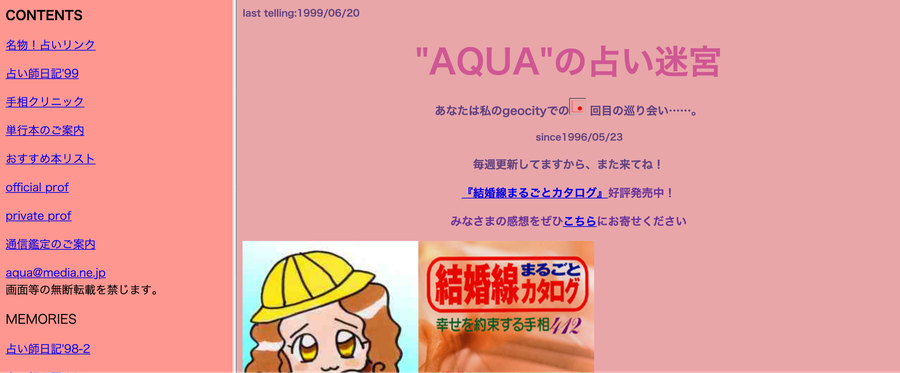 CONTENTS
名物！占いリンク
占い師日記'99
手相クリニック
単行本のご案内
おすすめ本リスト
official prof
private prof
通信鑑定のご案内
aqua@media.ne.jp
画面等の無断転載を禁じます。
MEMORIES
占い師日記'98-2
last telling:1999/06/20
"AQUA"の占い迷宮
あなたは私のgeocityでの 回目の巡り会い……。
since1996/05/23
毎週更新してますから、また来てね！
『結婚線まるごとカタログ』好評発売中！
みなさまの感想をぜひこちらにお寄せください
結婚線まるごとカタログ
幸せを約束する手相412